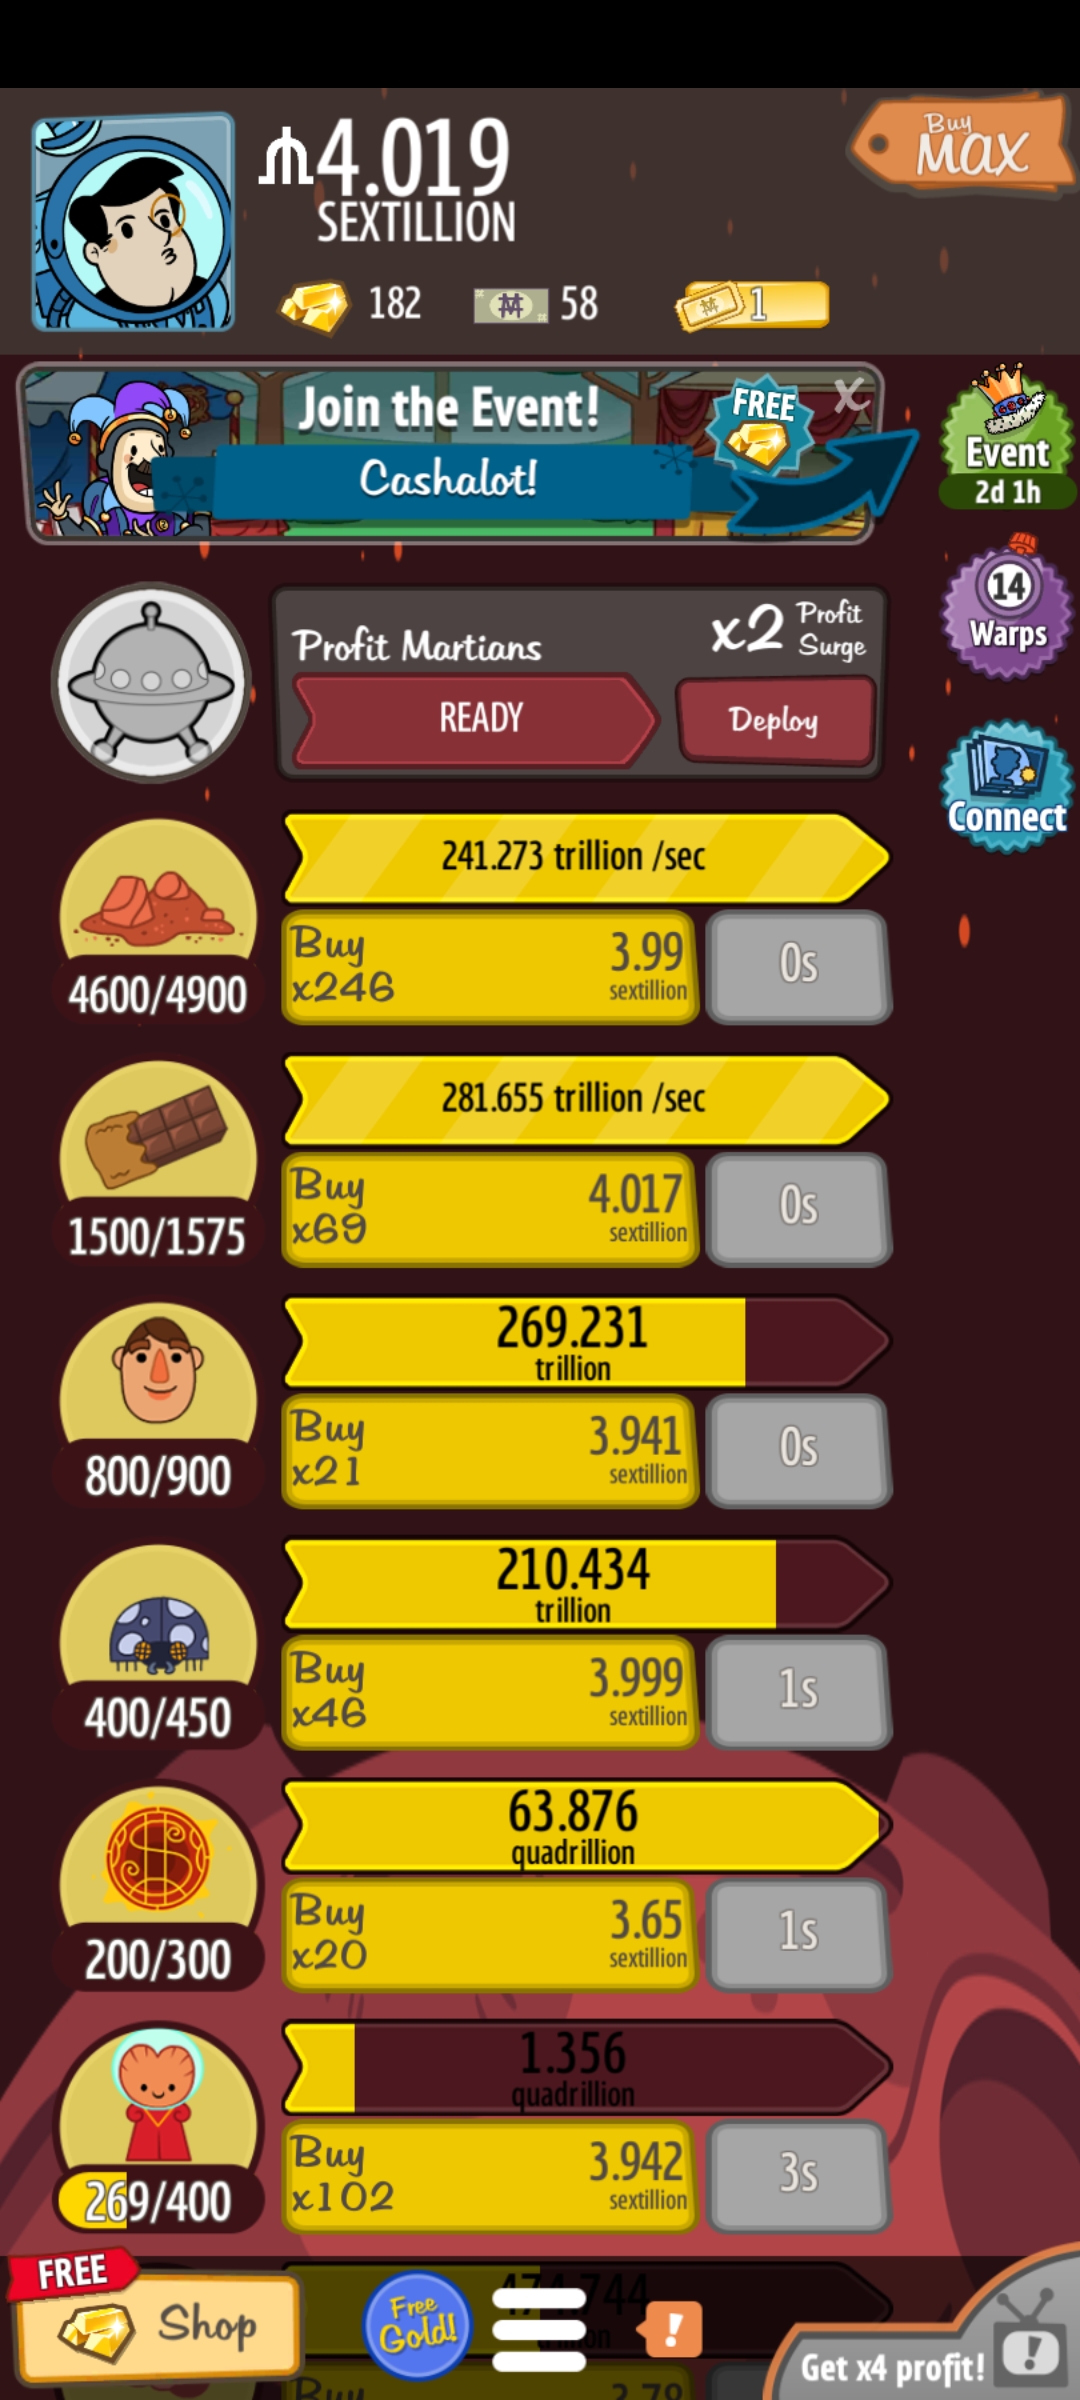 4.019
SEXTILLION
Buy
MAX
182
58
1
Join the Event!
Cashalot!
FREE
X
Event
2d 1h
14
Warps
Connect
Profit Martians
x2 Profit
Surge
READY
Deploy
241.273 trillion /sec
Buy
x246
3.99
sextillion
0s
4600/4900
281.655 trillion /sec
Buy
x69
4.017
sextillion
0s
1500/1575
269.231
trillion
Buy
x21
3.941
sextillion
0s
800/900
210.434
trillion
Buy
x46
3.999
sextillion
1s
400/450
63.876
quadrillion
Buy
x20
3.65
sextillion
1s
200/300
1.356
quadrillion
Buy
x102
3.942
sextillion
3s
269/400
FREE
Shop
Free
Gold!
!
!
Get x4 profit!
Buy